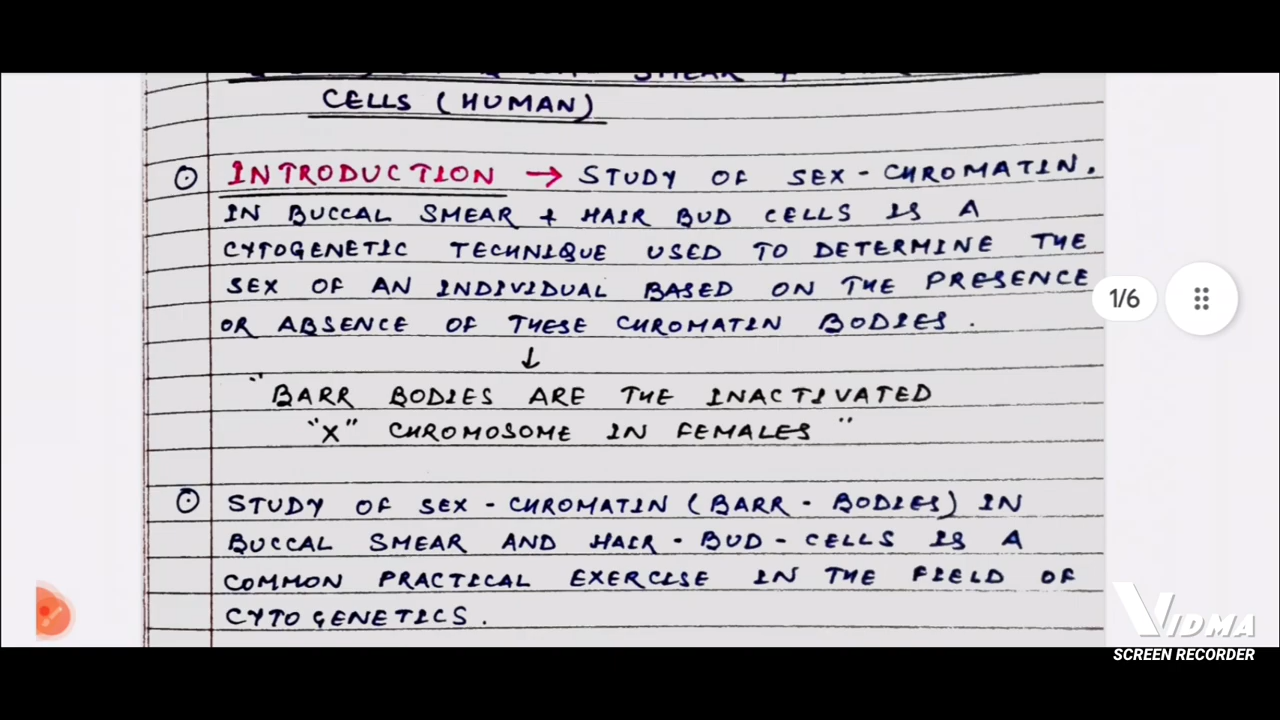 SMEAR +
CELLS (HUMAN)
INTRODUCTION → STUDY OF SEX-CHROMATIN.
IN BUCCAL SMEAR + HAIR BUD CELLS IS A
CYTOGENETIC TECHNIQUE USED TO DETERMINE THE
SEX OF AN INDIVIDUAL BASED ON THE PRESENCE
OR ABSENCE OF THESE CHROMATIN BODIES.
↓
"BARR BODIES ARE THE INACTIVATED
"X" CHROMOSOME IN FEMALES"
STUDY OF SEX-CHROMATIN (BARR-BODIES) IN
BUCCAL SMEAR AND HAIR-BUD-CELLS IS A
COMMON PRACTICAL EXERCISE IN THE FIELD OF
CYTOGENETICS.
1/6
VIDMA
SCREEN RECORDER